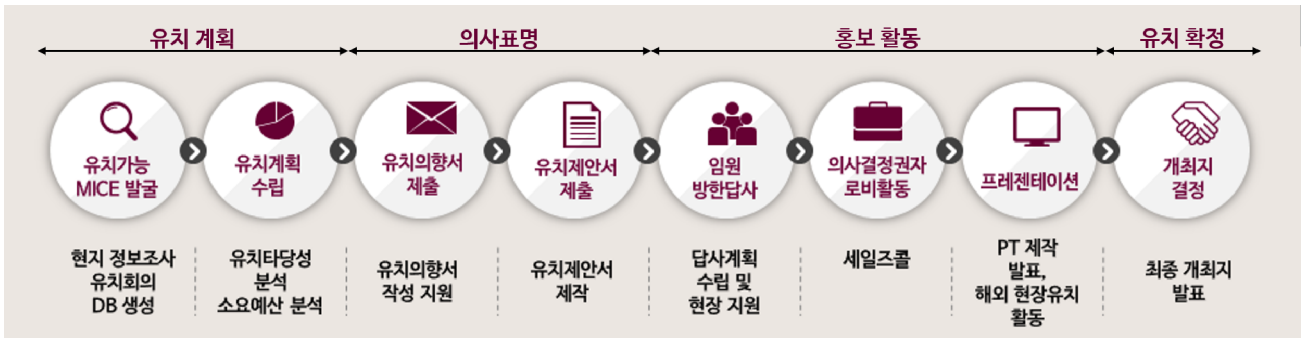 유치 계획
의사표명
홍보 활동
유치 확정
유치가능
MICE 발굴
유치계획
수립
유치의향서
제출
유치제안서
제출
임원
방한답사
의사결정권자
로비활동
프레젠테이션
개최지
결정
현지 정보조사
유치회의
DB 생성
유치타당성
분석
소요예산 분석
유치의향서
작성 지원
유치제안서
제작
답사계획
수립 및
현장 지원
세일즈콜
PT 제작
발표,
해외 현장유치
활동
최종 개최지
발표